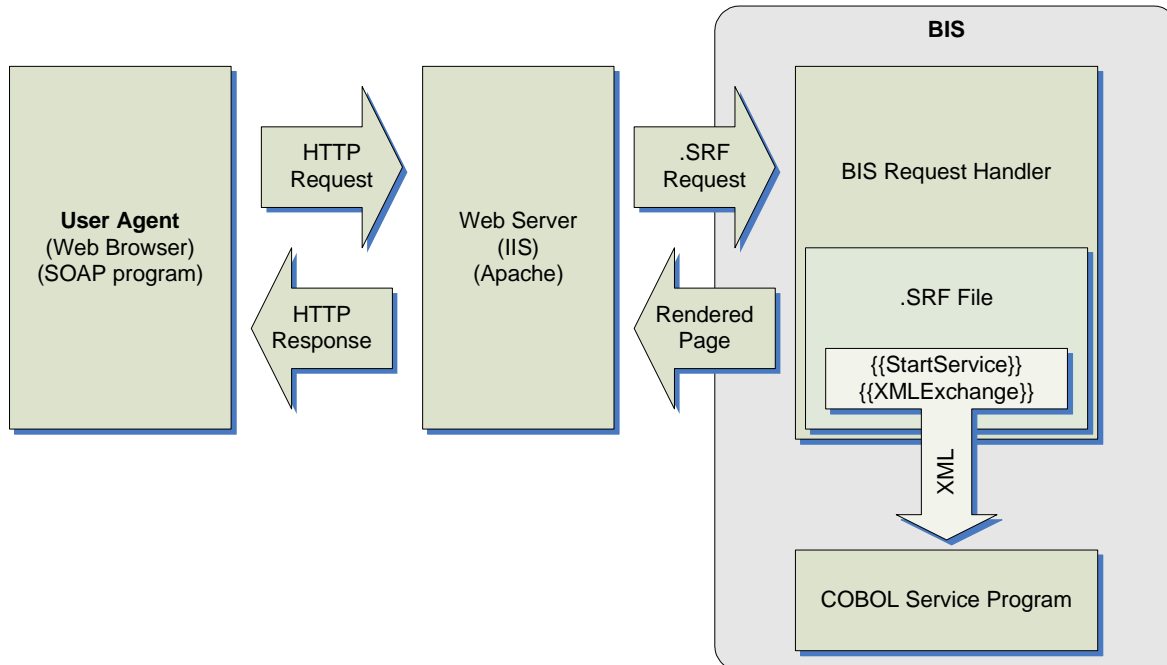 BIS
User Agent
(Web Browser)
(SOAP program)
HTTP
Request
HTTP
Response
Web Server
(IIS)
(Apache)
.SRF
Request
Rendered
Page
BIS Request Handler
.SRF File
{{StartService}}
{{XMLExchange}}
XML
COBOL Service Program